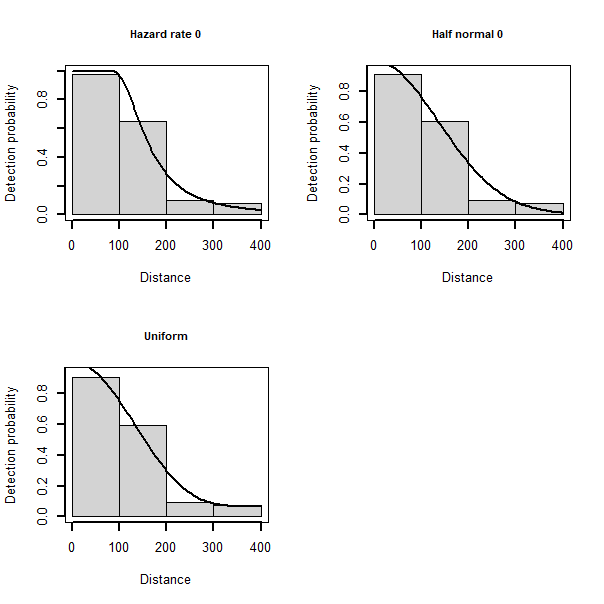 Hazard rate 0
Detection probability
0.0 0.4 0.8
0 100 200 300 400
Distance
Half normal 0
Detection probability
0.0 0.2 0.4 0.6 0.8
0 100 200 300 400
Distance
Uniform
Detection probability
0.0 0.2 0.4 0.6 0.8
0 100 200 300 400
Distance